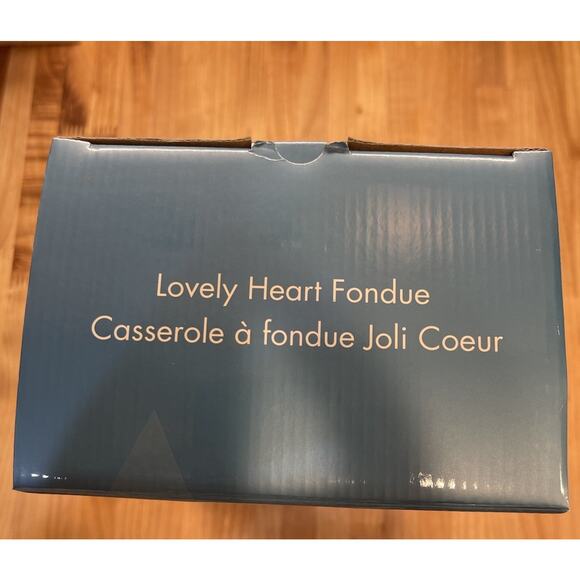 Lovely Heart Fondue
Casserole à fondue Joli Coeur